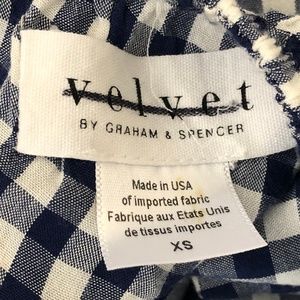 velvet
BY GRAHAM & SPENCER
Made in USA
of imported fabric
Fabrique aux Etats Unis
de tissus importes
XS